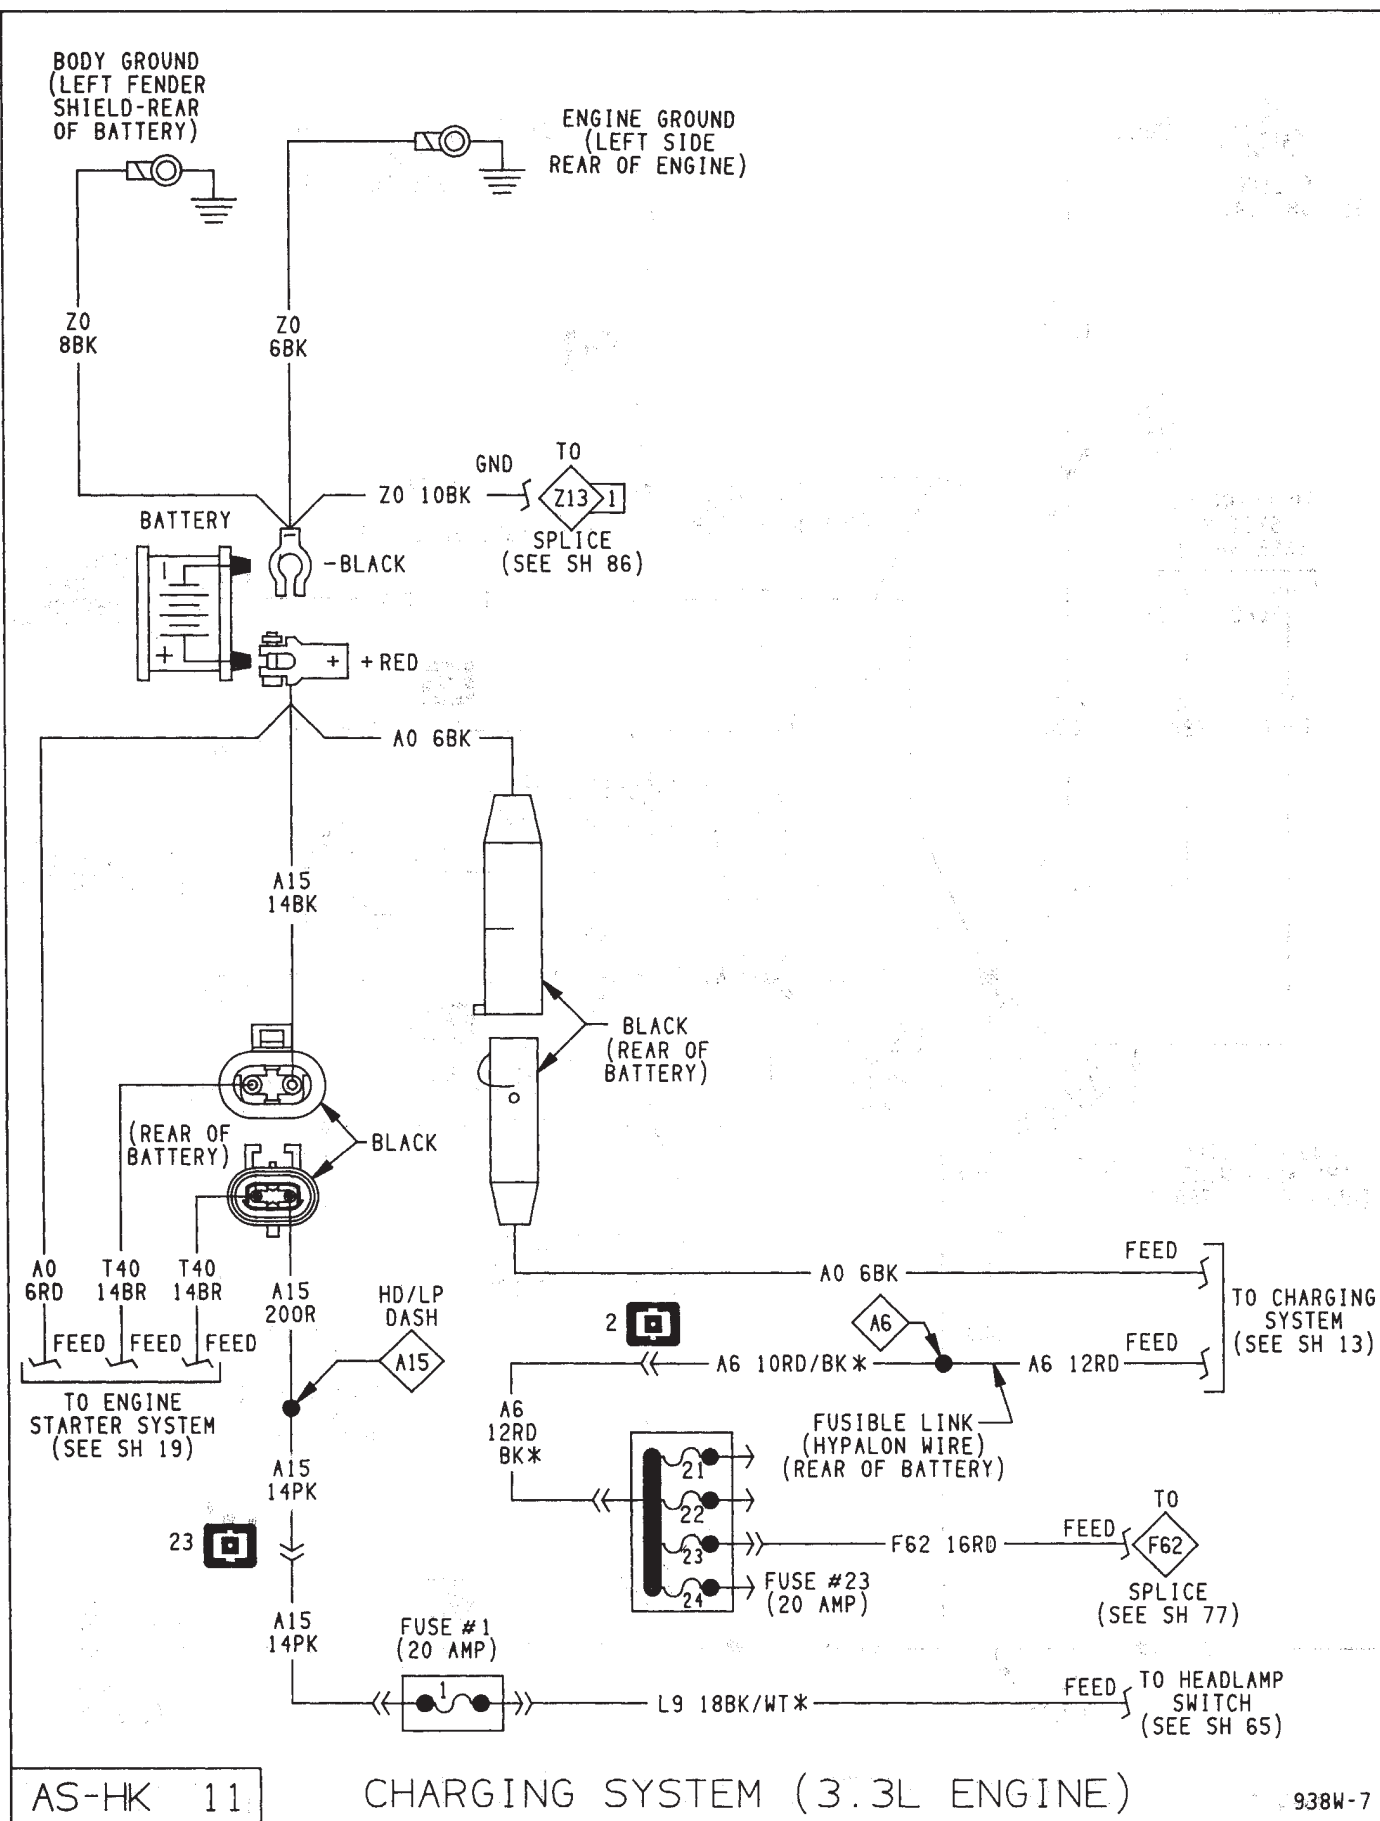 BODY GROUND
(LEFT FENDER
SHIELD-REAR
OF BATTERY)
ENGINE GROUND
(LEFT SIDE
REAR OF ENGINE)
Z0
8BK
Z0
6BK
GND
TO
Z0 10BK
Z13
1
SPLICE
(SEE SH 86)
BATTERY
-
-BLACK
+
+
+RED
A0 6BK
A15
14BK
BLACK
(REAR OF
BATTERY)
(REAR OF
BATTERY)
BLACK
A0
6RD
T40
14BR
T40
14BR
A15
20OR
HD/LP
DASH
A15
FEED
FEED
FEED
TO ENGINE
STARTER SYSTEM
(SEE SH 19)
A0 6BK
FEED
TO CHARGING
SYSTEM
(SEE SH 13)
2
A6
A6 10RD/BK*
A6 12RD
FEED
FUSIBLE LINK
(HYPALON WIRE)
(REAR OF BATTERY)
A6
12RD
BK*
21
22
23
24
F62 16RD
FEED
TO
F62
SPLICE
(SEE SH 77)
FUSE #23
(20 AMP)
A15
14PK
23
A15
14PK
FUSE #1
(20 AMP)
1
L9 18BK/WT*
FEED
TO HEADLAMP
SWITCH
(SEE SH 65)
AS-HK 11
CHARGING SYSTEM (3.3L ENGINE)
938W-7